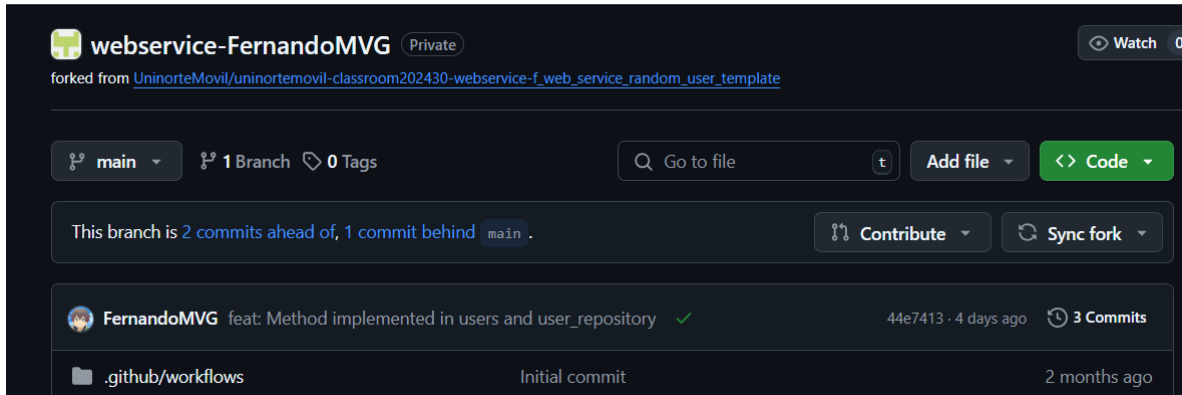 webservice-FernandoMVG Private Watch 0
forked from UninorteMovil/uninortemovil-classroom202430-webservice-f_web_service_random_user_template
main 1 Branch 0 Tags Go to file t Add file <> Code
This branch is 2 commits ahead of, 1 commit behind main . Contribute Sync fork
FernandoMVG feat: Method implemented in users and user_repository 44e7413 · 4 days ago 3 Commits
.github/workflows Initial commit 2 months ago